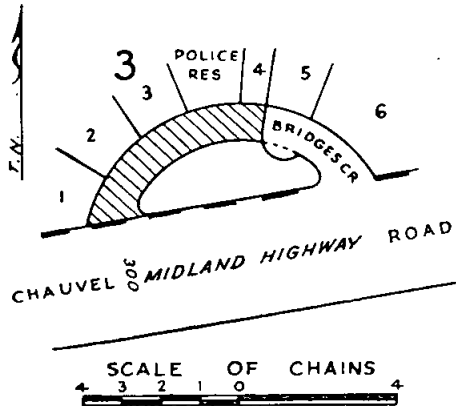 3
POLICE
RES
4
5
3
2
6
1
BRIDGES CR
T.N.
CHAUVEL MIDLAND HIGHWAY ROAD
300
SCALE OF CHAINS
4 3 2 1 0 4